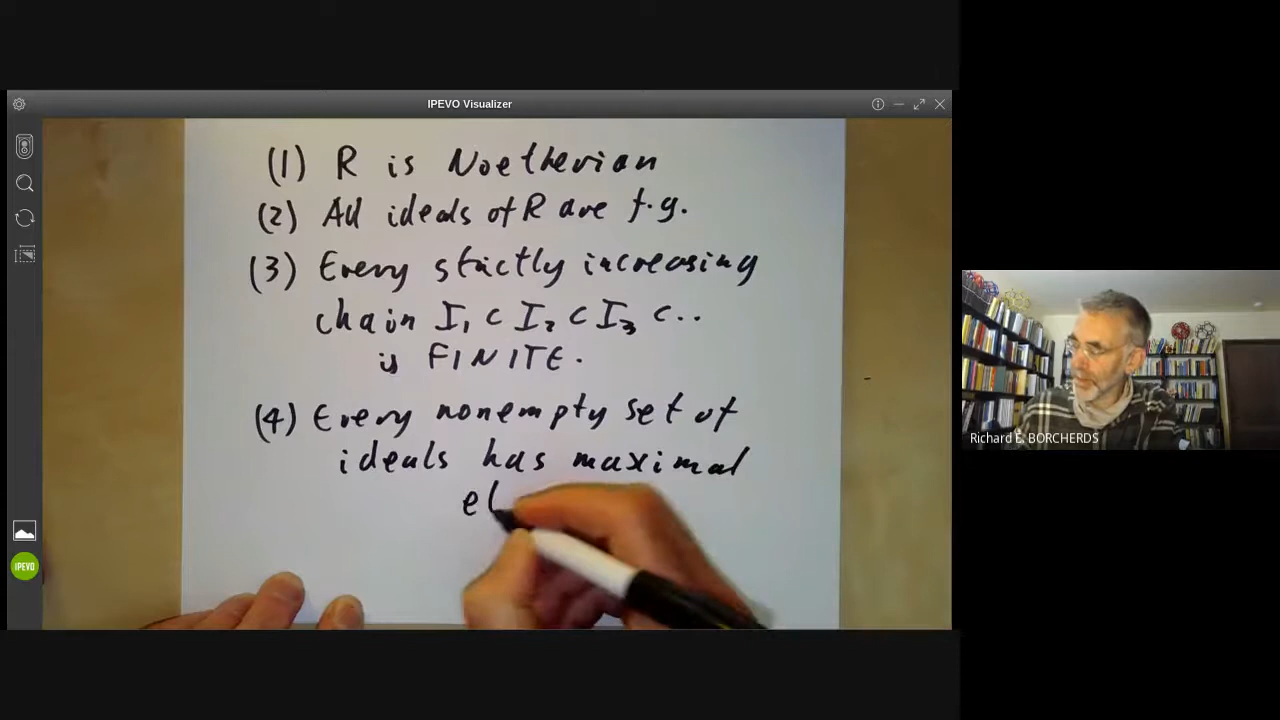 IPEVO Visualizer
(1) R is Noetherian
(2) All ideals of R are f.g.
(3) Every strictly increasing
chain I₁ ⊂ I₂ ⊂ I₃ ⊂ ..
is FINITE.
(4) Every nonempty set of
ideals has maximal
el
IPEVO
Richard E. BORCHERDS